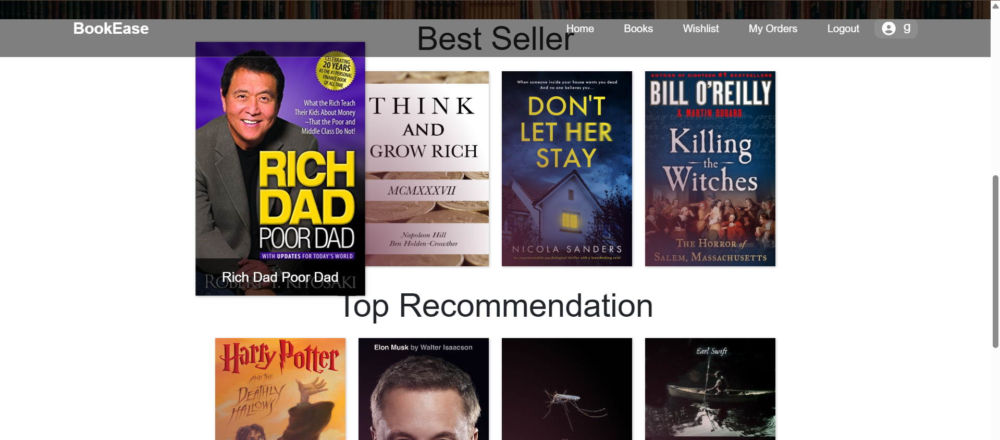 BookEase
Home
Books
Wishlist
My Orders
Logout
g
Best Seller
CELEBRATING
20 YEARS
AS THE #1 PERSONAL
FINANCE BOOK
OF ALL TIME
What the Rich Teach
Their Kids About Money
–That the Poor and
Middle Class Do Not!
RICH
DAD
POOR DAD
WITH UPDATES FOR TODAY'S WORLD
Rich Dad Poor Dad
ROBERT T. KIYOSAKI
THINK
AND
GROW RICH
MCMXXXVII
Napoleon Hill
Ben Holden-Crowther
When someone inside your house wants you dead
And no one believes you...
DON'T
LET HER
STAY
NICOLA SANDERS
An unputdownable psychological thriller with a breathtaking twist
AUTHOR OF EIGHTEEN #1 BESTSELLERS
BILL O'REILLY
& MARTIN DUGARD
Killing
the
Witches
THE HORROR of
SALEM, MASSACHUSETTS
Top Recommendation
Harry Potter
AND THE
DEATHLY
HALLOWS
Elon Musk by Walter Isaacson
Earl Swift